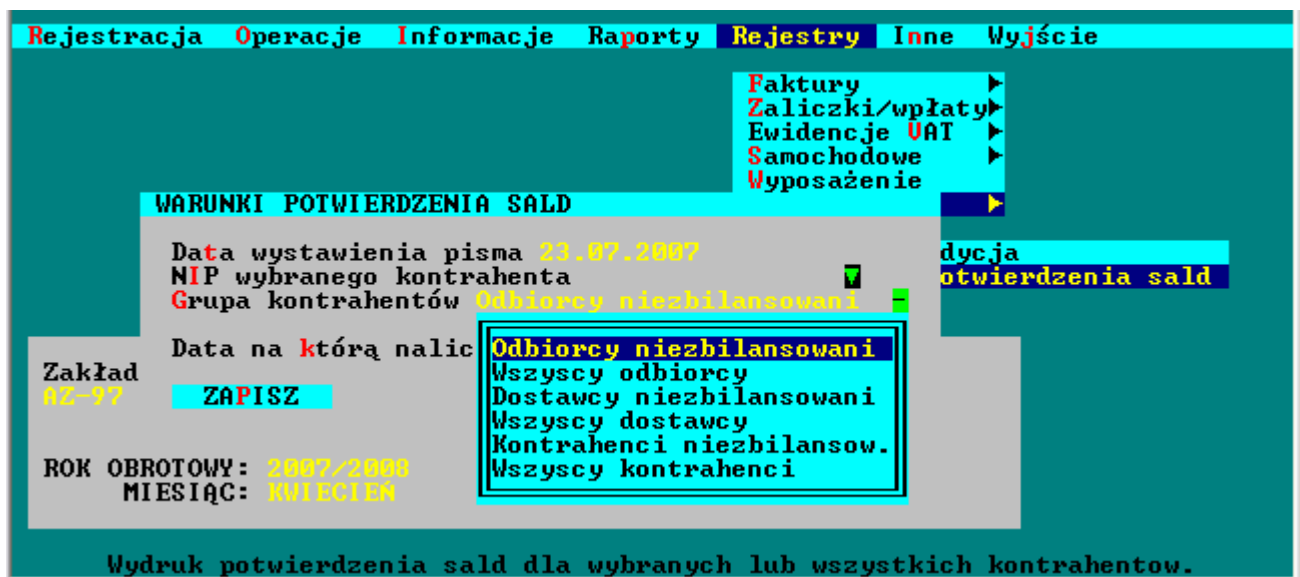 Rejestracja Operacje Informacje Raporty Rejestry Inne Wyjście
Faktury
Zaliczki/wpłaty
Ewidencje VAT
Samochodowe
Wyposażenie
WARUNKI POTWIERDZENIA SALD
Data wystawienia pisma 23.07.2007
dycja
NIP wybranego kontrahenta
otwierdzenia sald
Grupa kontrahentów Odbiorcy niezbilansowani
Data na którą nalic
Odbiorcy niezbilansowani
Wszyscy odbiorcy
Dostawcy niezbilansowani
Wszyscy dostawcy
Kontrahenci niezbilansow.
Wszyscy kontrahenci
Zakład
AZ-97
ZAPISZ
ROK OBROTOWY: 2007/2008
MIESIĄC: KWIECIEŃ
Wydruk potwierdzenia sald dla wybranych lub wszystkich kontrahentow.